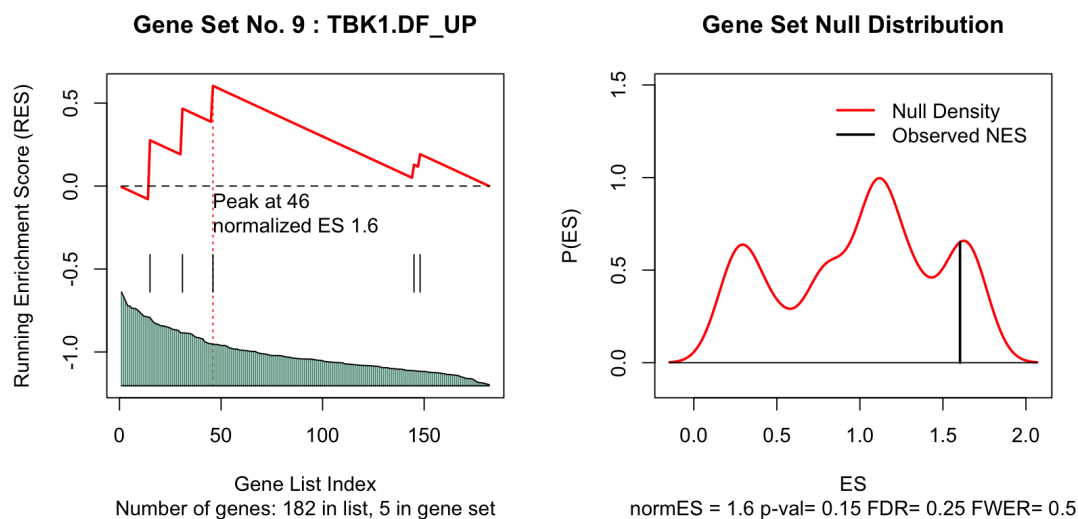 Gene Set No. 9 : TBK1.DF_UP
Running Enrichment Score (RES)
0.5
0.0
-0.5
-1.0
Peak at 46
normalized ES 1.6
0 50 100 150
Gene List Index
Number of genes: 182 in list, 5 in gene set
Gene Set Null Distribution
P(ES)
1.5
1.0
0.5
0.0
Null Density
Observed NES
0.0 0.5 1.0 1.5 2.0
ES
normES = 1.6 p-val= 0.15 FDR= 0.25 FWER= 0.5